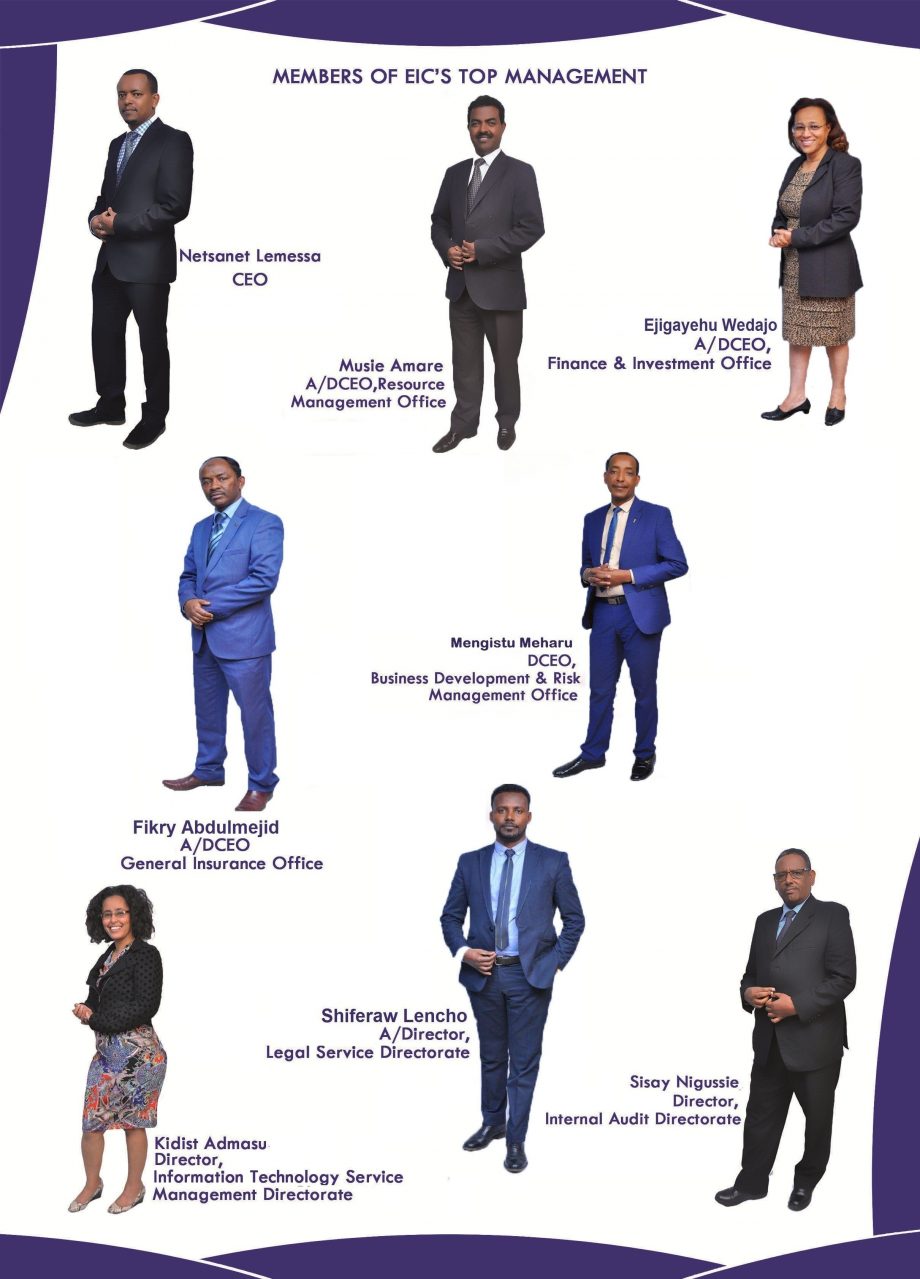 MEMBERS OF EIC'S TOP MANAGEMENT
Netsanet Lemessa
CEO
Musie Amare
A/DCEO,Resource
Management Office
Ejigayehu Wedajo
A/DCEO,
Finance & Investment Office
Fikry Abdulmejid
A/DCEO
General Insurance Office
Mengistu Meharu
DCEO,
Business Development & Risk
Management Office
Kidist Admasu
Director,
Information Technology Service
Management Directorate
Shiferaw Lencho
A/Director,
Legal Service Directorate
Sisay Nigussie
Director,
Internal Audit Directorate